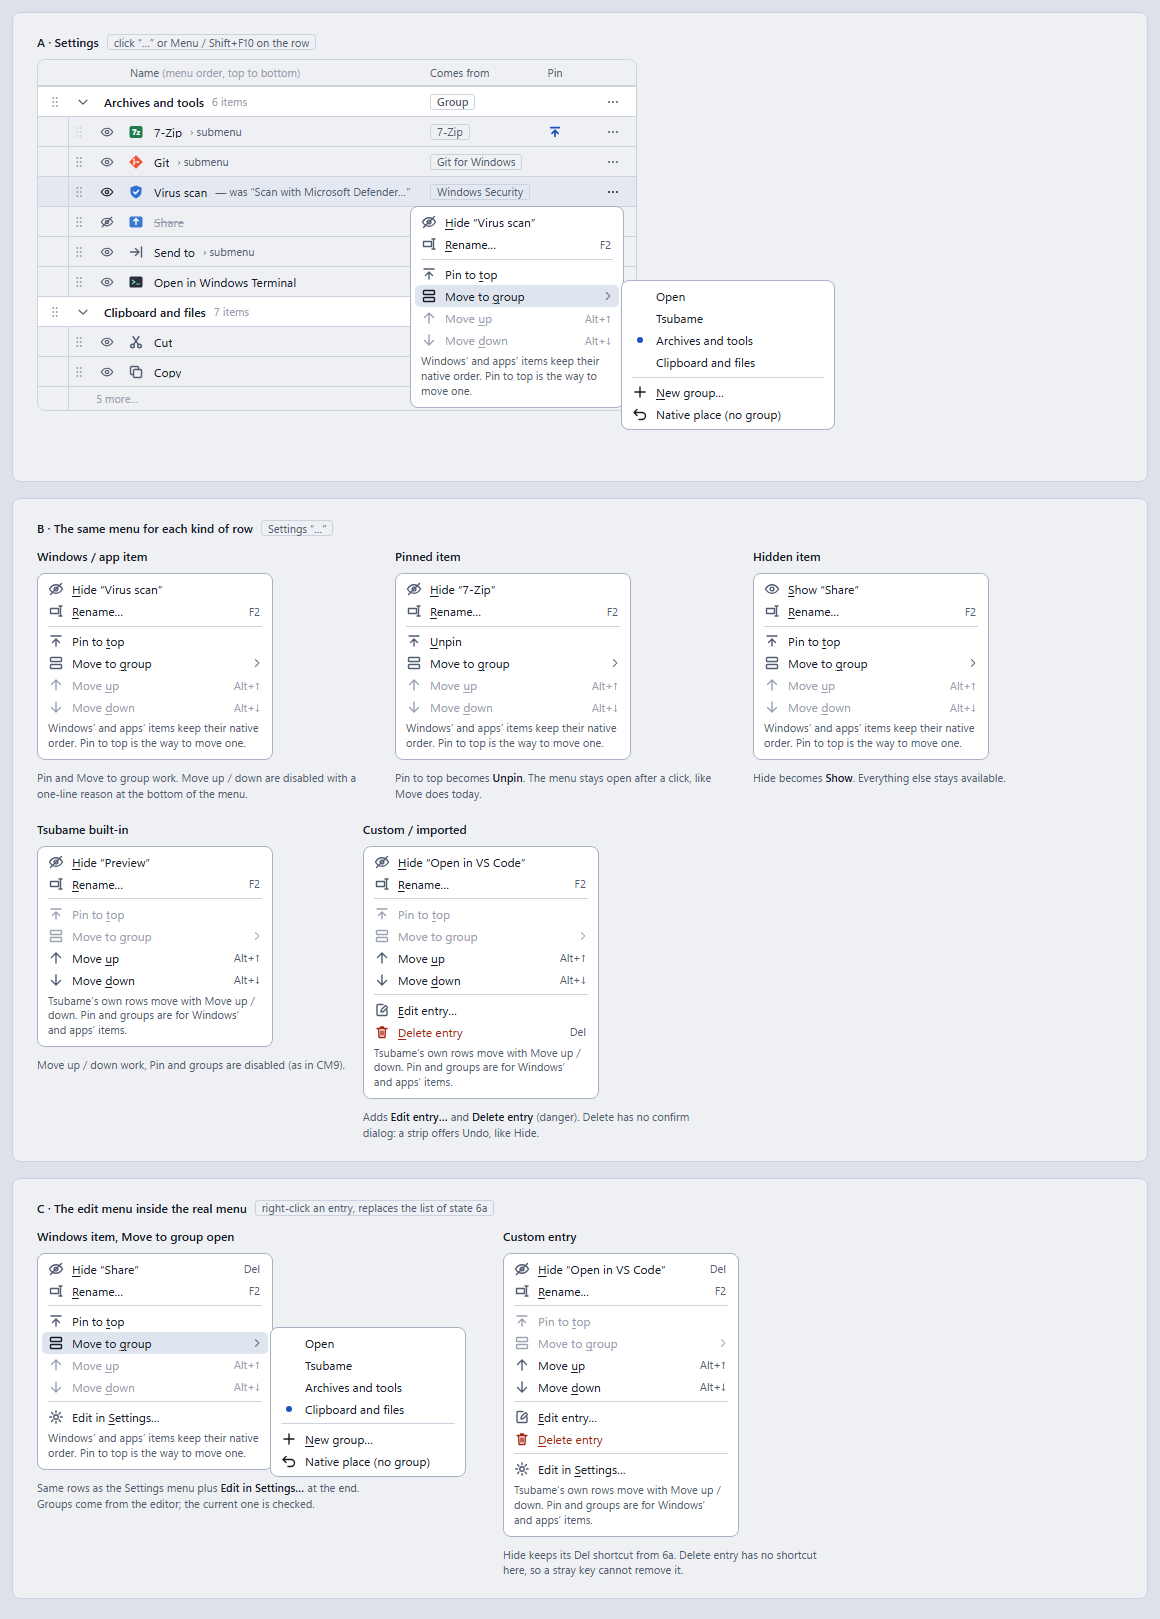 A · Settings click “...” or Menu / Shift+F10 on the row
Name (menu order, top to bottom) Comes from Pin
Archives and tools 6 items Group ...
7-Zip › submenu 7-Zip ...
Git › submenu Git for Windows ...
Virus scan — was “Scan with Microsoft Defender...” Windows Security ...
Share
Send to › submenu
Open in Windows Terminal
Clipboard and files 7 items
Cut
Copy
5 more...
Hide “Virus scan”
Rename... F2
Pin to top
Move to group
Move up Alt+↑
Move down Alt+↓
Windows’ and apps’ items keep their
native order. Pin to top is the way to
move one.
Open
Tsubame
Archives and tools
Clipboard and files
New group...
Native place (no group)
B · The same menu for each kind of row Settings “...”
Windows / app item
Hide “Virus scan”
Rename... F2
Pin to top
Move to group
Move up Alt+↑
Move down Alt+↓
Windows’ and apps’ items keep their native
order. Pin to top is the way to move one.
Pin and Move to group work. Move up / down are disabled with a
one-line reason at the bottom of the menu.
Pinned item
Hide “7-Zip”
Rename... F2
Unpin
Move to group
Move up Alt+↑
Move down Alt+↓
Windows’ and apps’ items keep their native
order. Pin to top is the way to move one.
Pin to top becomes Unpin. The menu stays open after a click, like
Move does today.
Hidden item
Show “Share”
Rename... F2
Pin to top
Move to group
Move up Alt+↑
Move down Alt+↓
Windows’ and apps’ items keep their native
order. Pin to top is the way to move one.
Hide becomes Show. Everything else stays available.
Tsubame built-in
Hide “Preview”
Rename... F2
Pin to top
Move to group
Move up Alt+↑
Move down Alt+↓
Tsubame’s own rows move with Move up /
down. Pin and groups are for Windows’
and apps’ items.
Move up / down work, Pin and groups are disabled (as in CM9).
Custom / imported
Hide “Open in VS Code”
Rename... F2
Pin to top
Move to group
Move up Alt+↑
Move down Alt+↓
Edit entry...
Delete entry Del
Tsubame’s own rows move with Move up /
down. Pin and groups are for Windows’
and apps’ items.
Adds Edit entry... and Delete entry (danger). Delete has no confirm
dialog: a strip offers Undo, like Hide.
C · The edit menu inside the real menu right-click an entry, replaces the list of state 6a
Windows item, Move to group open
Hide “Share” Del
Rename... F2
Pin to top
Move to group
Move up Alt+↑
Move down Alt+↓
Edit in Settings...
Windows’ and apps’ items keep their native
order. Pin to top is the way to move one.
Open
Tsubame
Archives and tools
Clipboard and files
New group...
Native place (no group)
Same rows as the Settings menu plus Edit in Settings... at the end.
Groups come from the editor; the current one is checked.
Custom entry
Hide “Open in VS Code” Del
Rename... F2
Pin to top
Move to group
Move up Alt+↑
Move down Alt+↓
Edit entry...
Delete entry
Edit in Settings...
Tsubame’s own rows move with Move up /
down. Pin and groups are for Windows’
and apps’ items.
Hide keeps its Del shortcut from 6a. Delete entry has no shortcut
here, so a stray key cannot remove it.